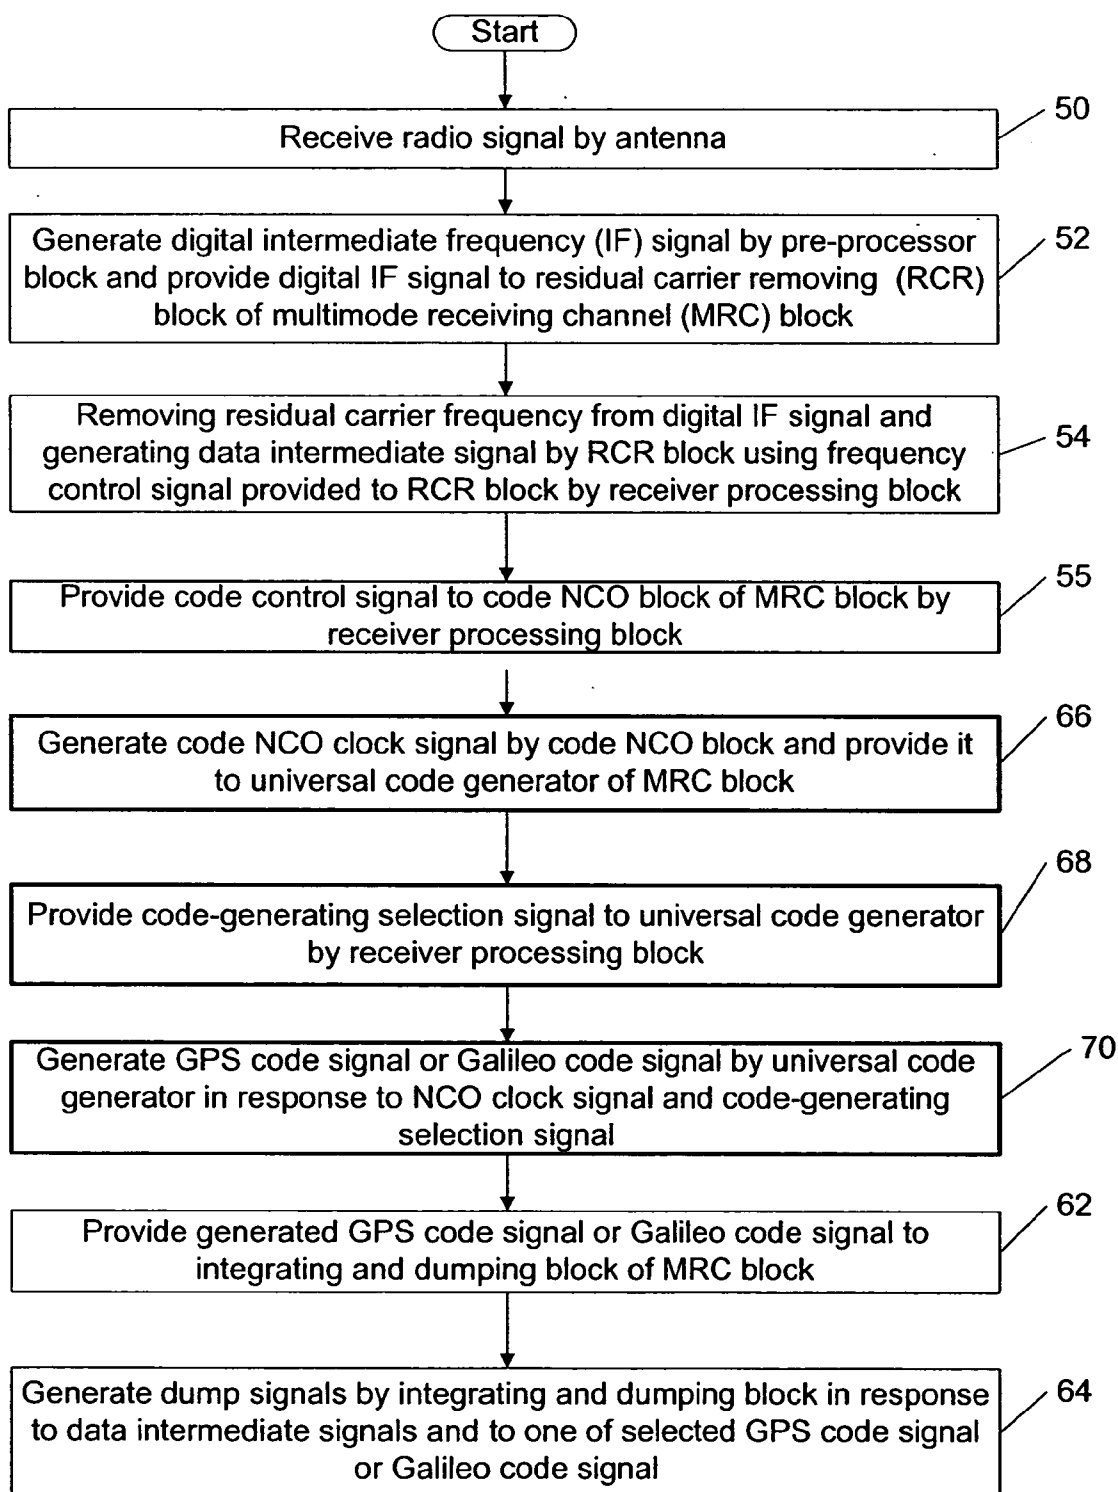 Start
50
Receive radio signal by antenna
52
Generate digital intermediate frequency (IF) signal by pre-processor
block and provide digital IF signal to residual carrier removing (RCR)
block of multimode receiving channel (MRC) block
54
Removing residual carrier frequency from digital IF signal and
generating data intermediate signal by RCR block using frequency
control signal provided to RCR block by receiver processing block
55
Provide code control signal to code NCO block of MRC block by
receiver processing block
66
Generate code NCO clock signal by code NCO block and provide it
to universal code generator of MRC block
68
Provide code-generating selection signal to universal code generator
by receiver processing block
70
Generate GPS code signal or Galileo code signal by universal code
generator in response to NCO clock signal and code-generating
selection signal
62
Provide generated GPS code signal or Galileo code signal to
integrating and dumping block of MRC block
64
Generate dump signals by integrating and dumping block in response
to data intermediate signals and to one of selected GPS code signal
or Galileo code signal